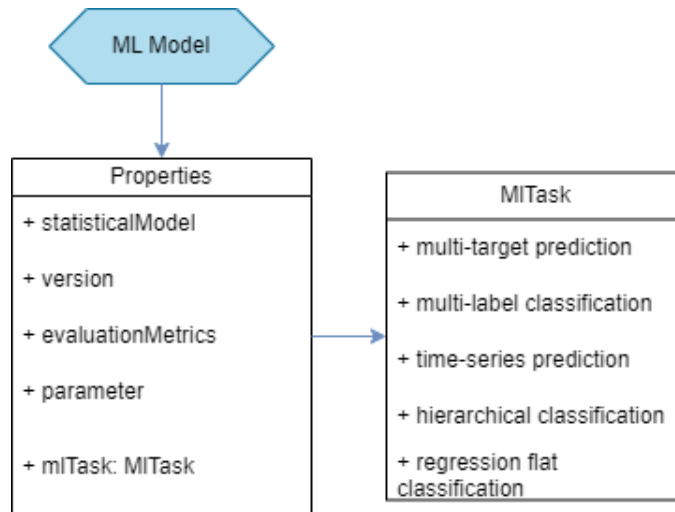 ML Model
Properties
+ statisticalModel
+ version
+ evaluationMetrics
+ parameter
+ mlTask: MlTask
MlTask
+ multi-target prediction
+ multi-label classification
+ time-series prediction
+ hierarchical classification
+ regression flat
classification